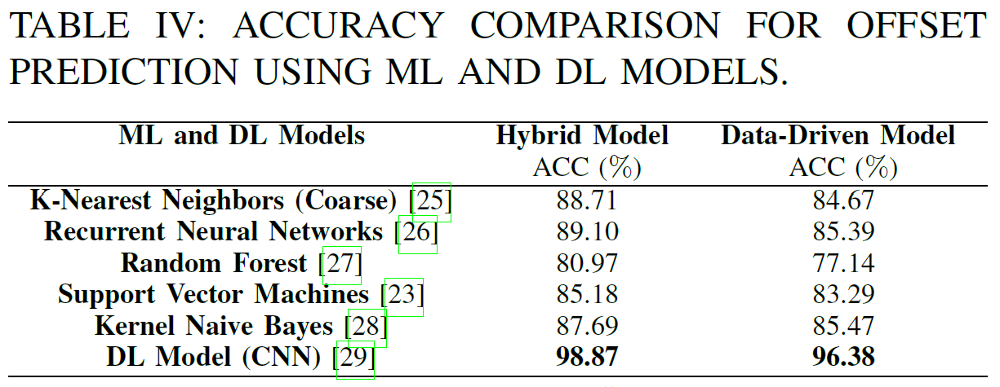 TABLE IV: ACCURACY COMPARISON FOR OFFSET
PREDICTION USING ML AND DL MODELS.
ML and DL Models Hybrid Model Data-Driven Model
ACC (%) ACC (%)
K-Nearest Neighbors (Coarse) [25] 88.71 84.67
Recurrent Neural Networks [26] 89.10 85.39
Random Forest [27] 80.97 77.14
Support Vector Machines [23] 85.18 83.29
Kernel Naive Bayes [28] 87.69 85.47
DL Model (CNN) [29] 98.87 96.38